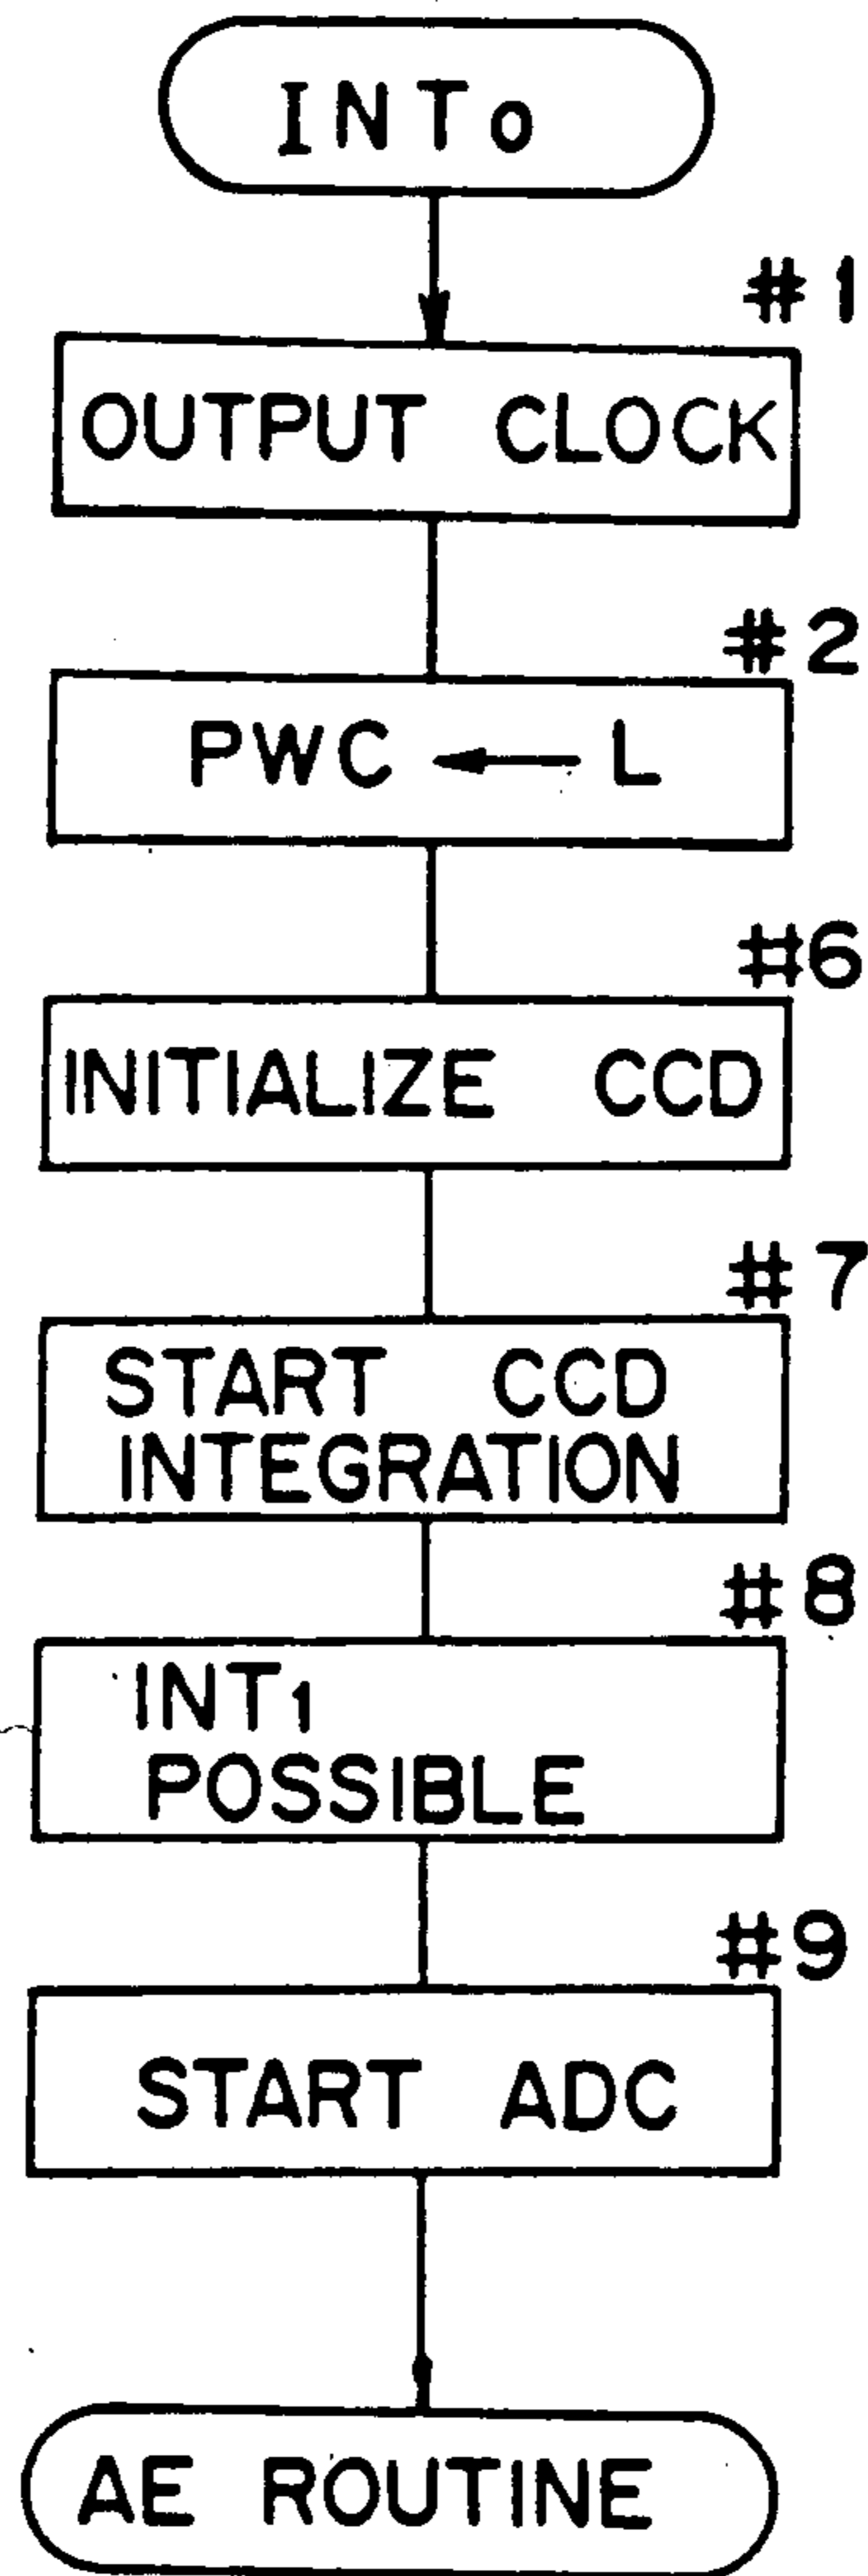 INTo
#1
OUTPUT CLOCK
#2
PWC ← L
#6
INITIALIZE CCD
#7
START CCD
INTEGRATION
#8
INT1
POSSIBLE
#9
START ADC
AE ROUTINE